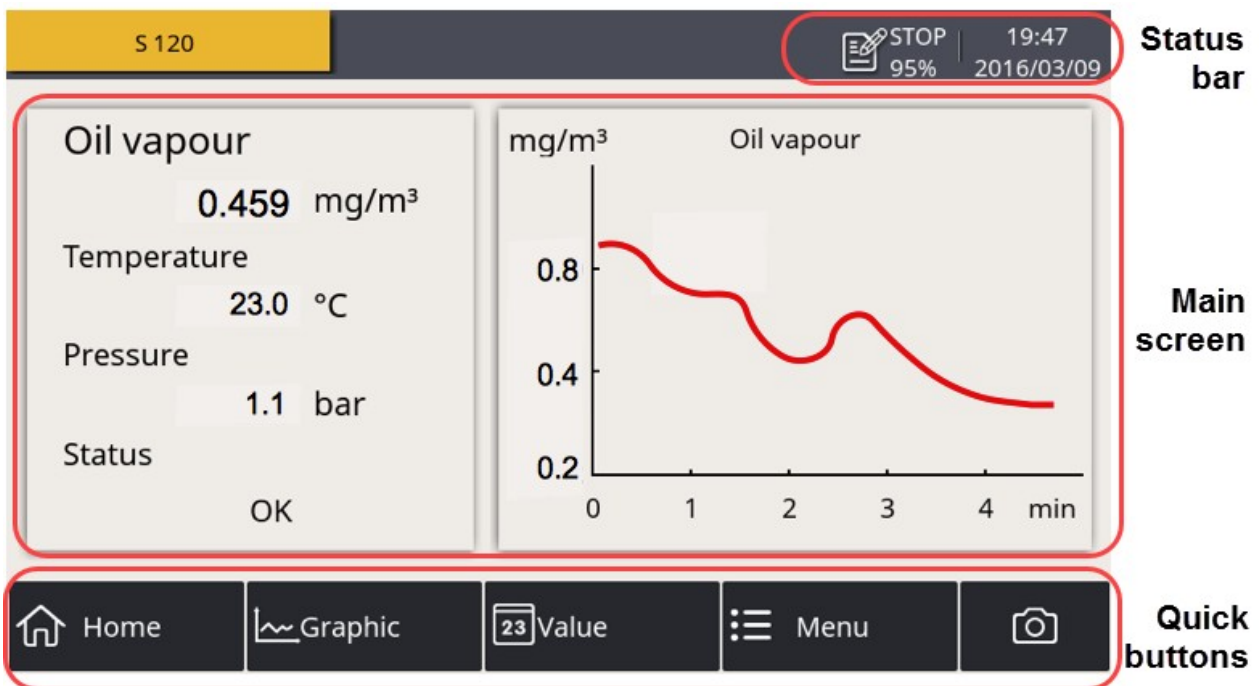 S 120
STOP
95%
19:47
2016/03/09
Status
bar
Oil vapour
0.459 mg/m³
Temperature
23.0 °C
Pressure
1.1 bar
Status
OK
mg/m³ Oil vapour
0.8
0.4
0.2
0 1 2 3 4 min
Main
screen
Home
Graphic
23 Value
Menu
Quick
buttons